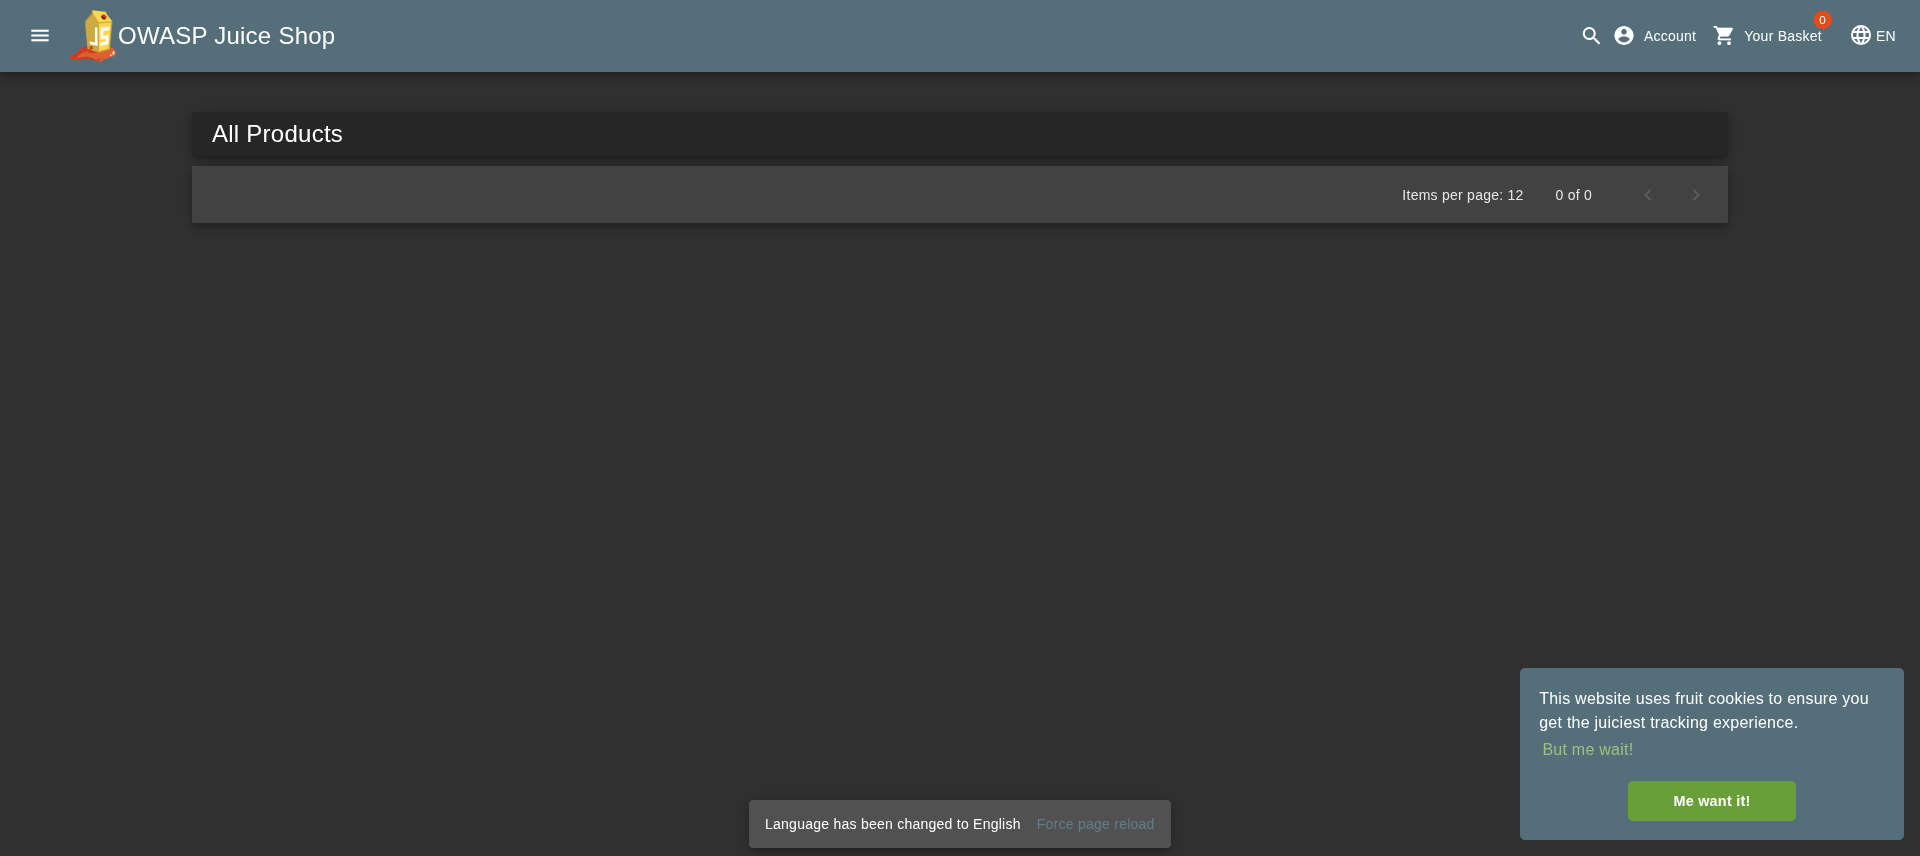 OWASP Juice Shop
Account
Your Basket
0
EN
All Products
Items per page: 12
0 of 0
This website uses fruit cookies to ensure you
get the juiciest tracking experience.
But me wait!
Me want it!
Language has been changed to English
Force page reload